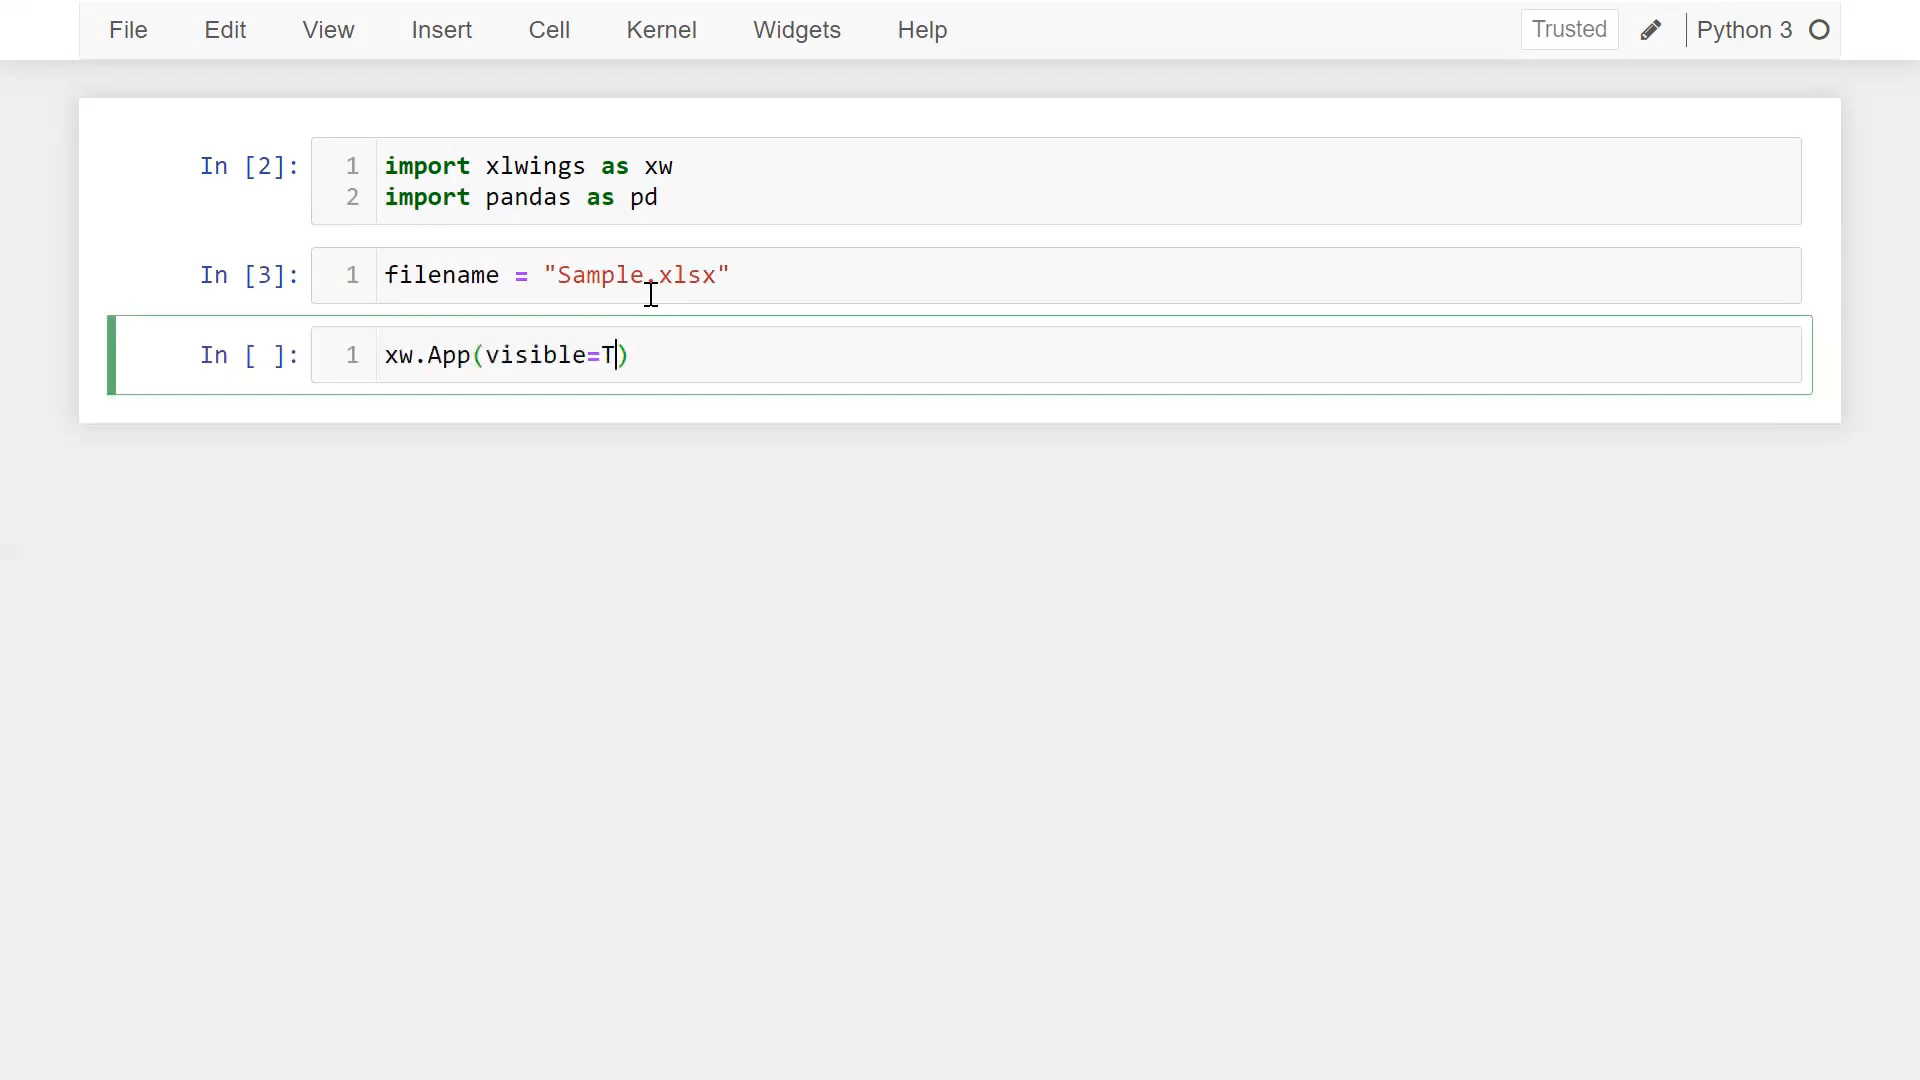 File Edit View Insert Cell Kernel Widgets Help Trusted Python 3
In [2]: 1 import xlwings as xw
2 import pandas as pd
In [3]: 1 filename = "Sample.xlsx"
In [ ]: 1 xw.App(visible=T)